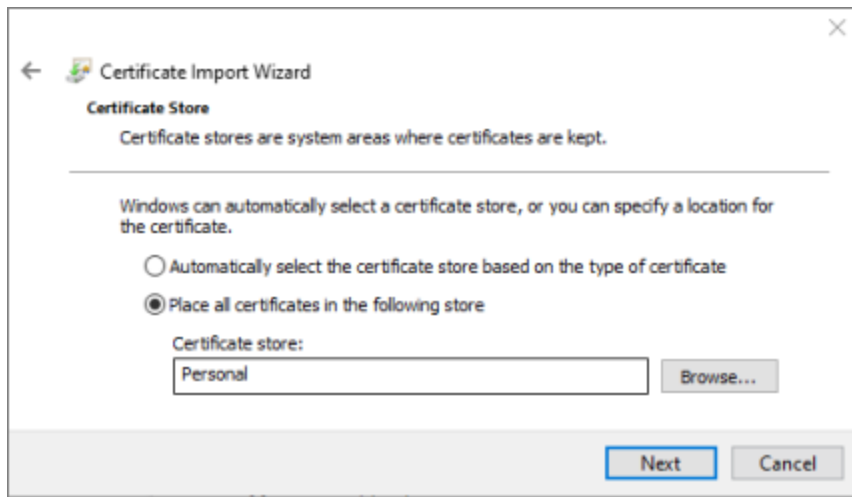 Certificate Import Wizard
Certificate Store
Certificate stores are system areas where certificates are kept.
Windows can automatically select a certificate store, or you can specify a location for
the certificate.
Automatically select the certificate store based on the type of certificate
Place all certificates in the following store
Certificate store:
Personal
Browse...
Next
Cancel